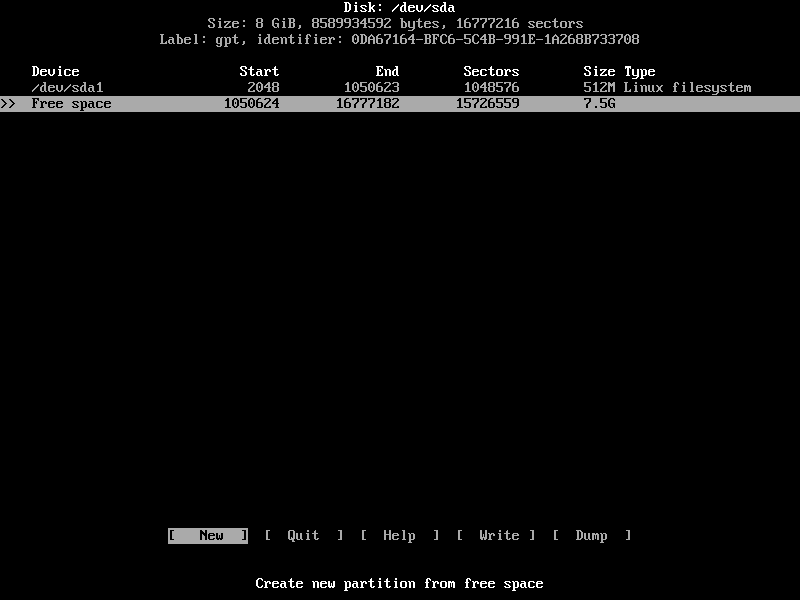 Disk: /dev/sda
Size: 8 GiB, 8589934592 bytes, 16777216 sectors
Label: gpt, identifier: 0DA67164-BFC6-5C4B-991E-1A268B733708
Device Start End Sectors Size Type
/dev/sda1 2048 1050623 1048576 512M Linux filesystem
>> Free space 1050624 16777182 15726559 7.5G
[ New ] [ Quit ] [ Help ] [ Write ] [ Dump ]
Create new partition from free space